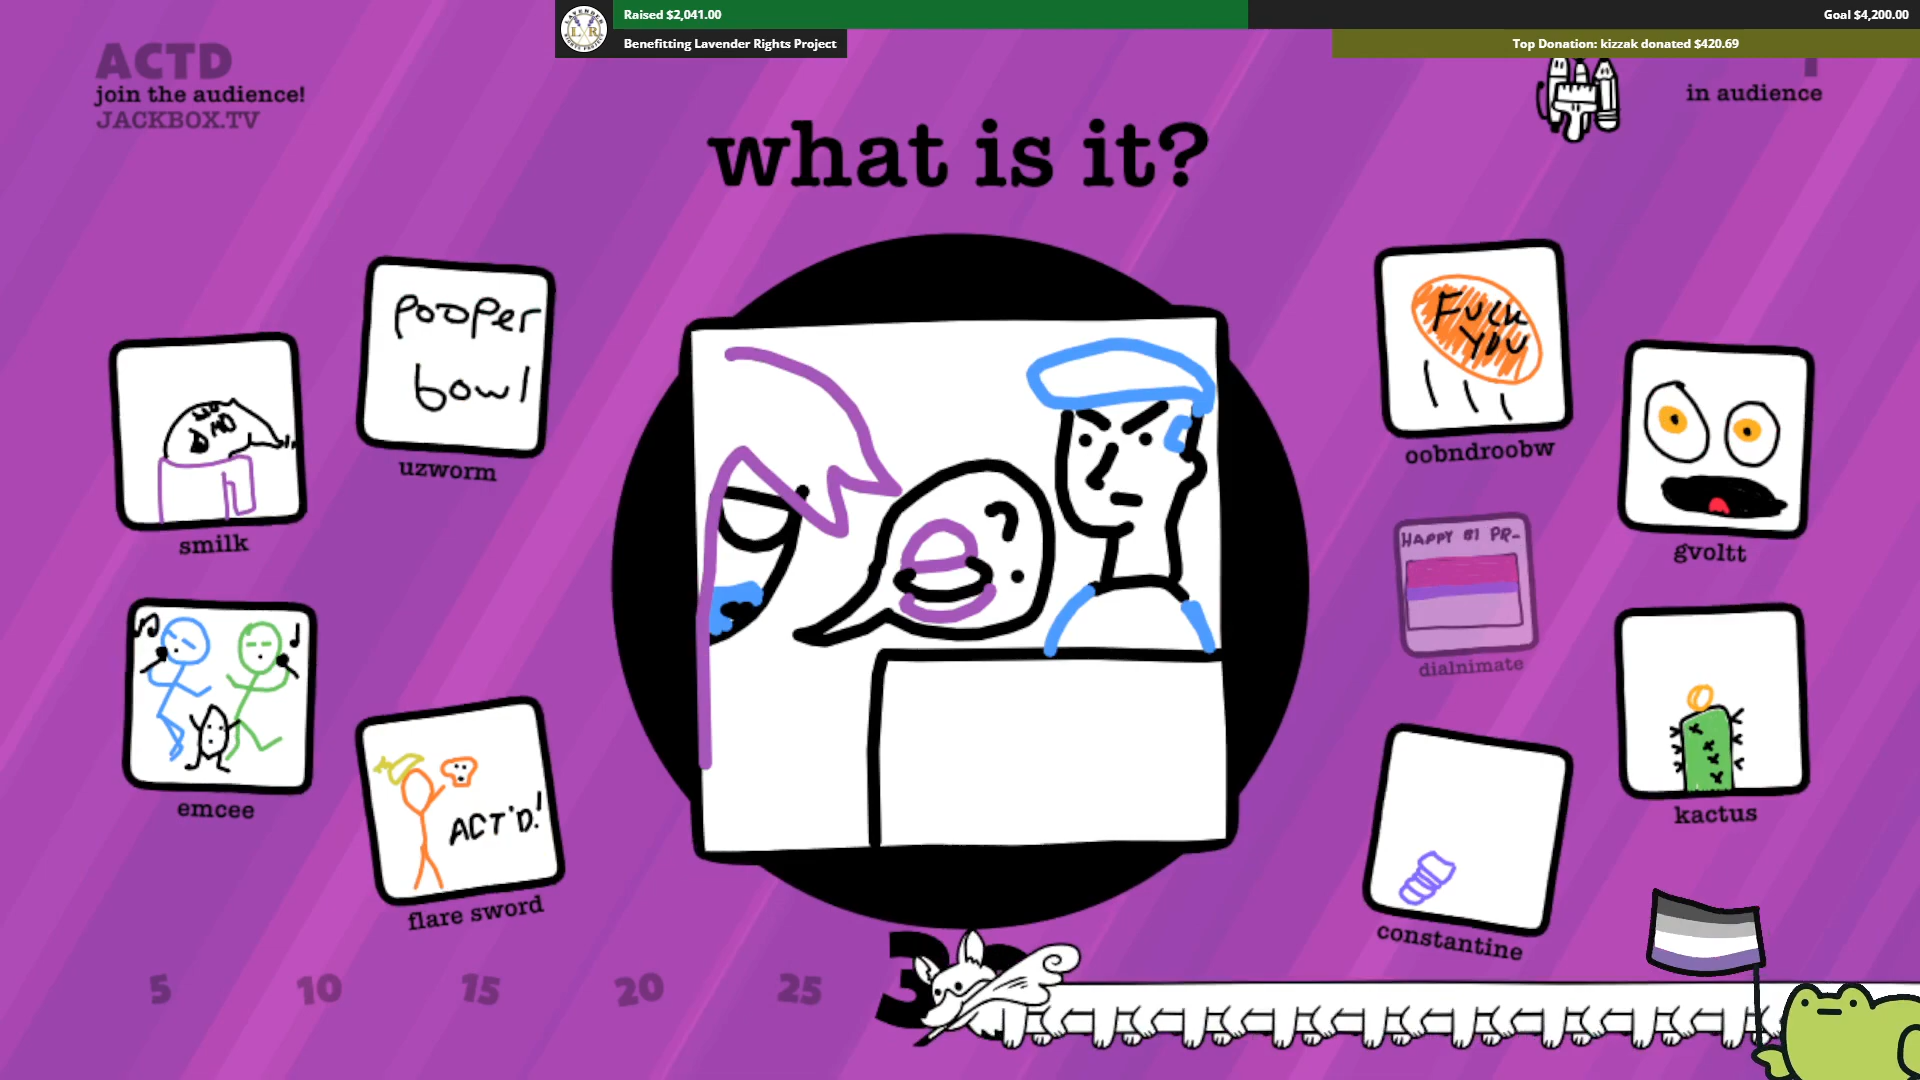 Raised $2,041.00
Goal $4,200.00
Benefitting Lavender Rights Project
Top Donation: kizzak donated $420.69
LAVENDER
L R
ACTD
join the audience!
JACKBOX.TV
in audience
what is it?
pooper
bowl
uzworm
smilk
emcee
ACT'D!
flare sword
?
FUCK
YOU
oobndroobw
gvoltt
HAPPY BI PR-
dialnimate
kactus
constantine
5
10
15
20
25